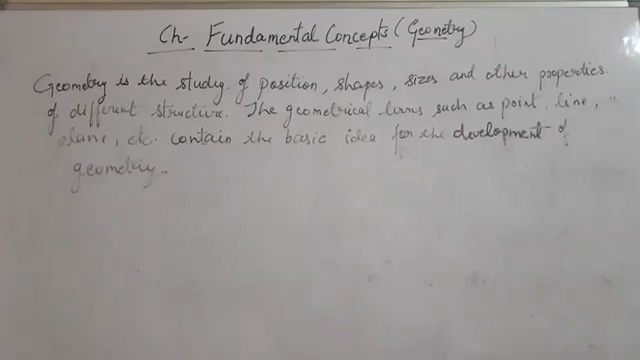 Ch- Fundamental Concepts (Geometry)
Geometry is the study of position, shapes, sizes and other properties
of different structure. The geometrical terms such as point, line,
plane, etc. contain the basic idea for the development of
geometriy..